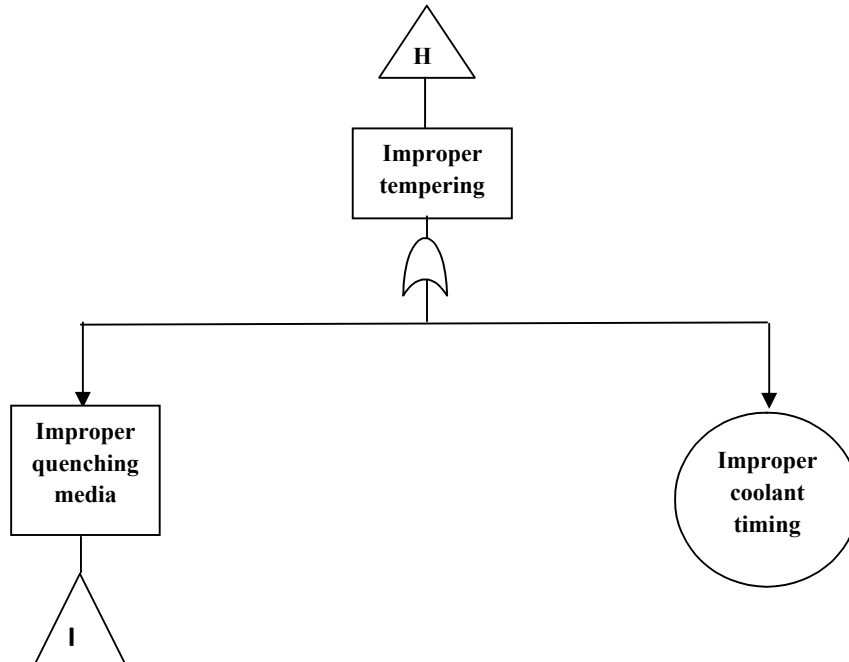 H
Improper
tempering
Improper
quenching
media
Improper
coolant
timing
I